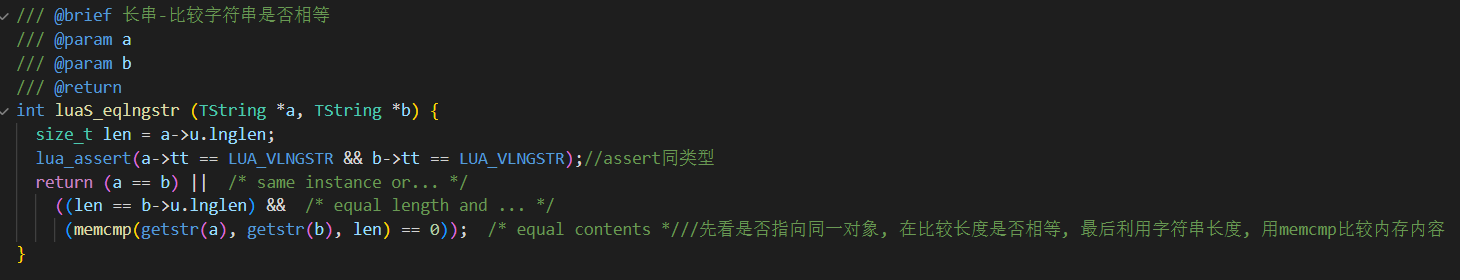 /// @brief 长串-比较字符串是否相等
/// @param a
/// @param b
/// @return
int luaS_eqlngstr (TString *a, TString *b) {
  size_t len = a->u.lnglen;
  lua_assert(a->tt == LUA_VLNGSTR && b->tt == LUA_VLNGSTR);//assert同类型
  return (a == b) ||  /* same instance or... */
    ((len == b->u.lnglen) &&  /* equal length and ... */
     (memcmp(getstr(a), getstr(b), len) == 0));  /* equal contents *///先看是否指向同一对象, 在比较长度是否相等, 最后利用字符串长度, 用memcmp比较内存内容
}